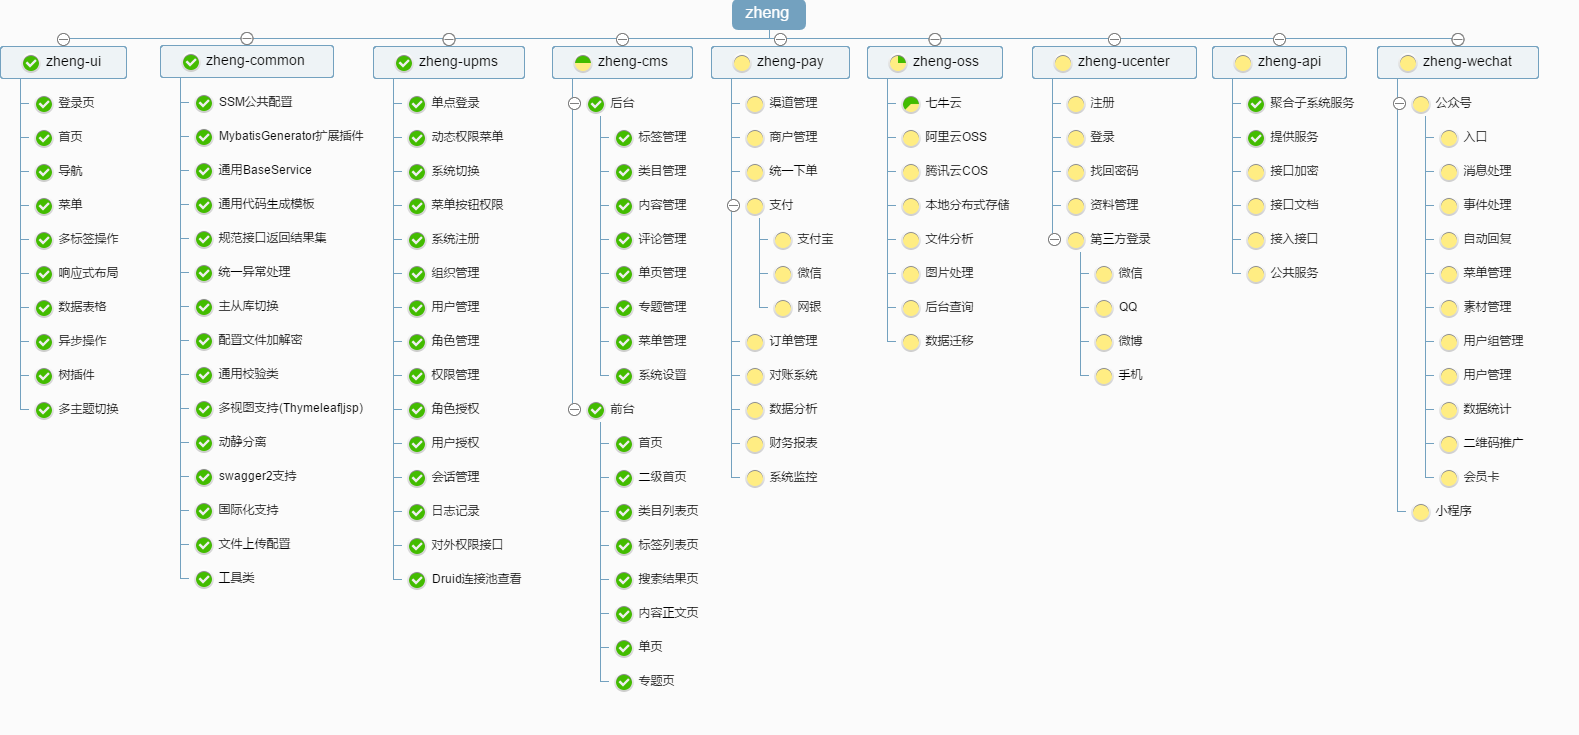 zheng
zheng-ui
登录页
首页
导航
菜单
多标签操作
响应式布局
数据表格
异步操作
树插件
多主题切换
zheng-common
SSM公共配置
MybatisGenerator扩展插件
通用BaseService
通用代码生成模板
规范接口返回结果集
统一异常处理
主从库切换
配置文件加解密
通用校验类
多视图支持(Thymeleafjsp)
动静分离
swagger2支持
国际化支持
文件上传配置
工具类
zheng-upms
单点登录
动态权限菜单
系统切换
菜单按钮权限
系统注册
组织管理
用户管理
角色管理
权限管理
角色授权
用户授权
会话管理
日志记录
对外权限接口
Druid连接池查看
zheng-cms
后台
标签管理
类目管理
内容管理
评论管理
单页管理
专题管理
菜单管理
系统设置
前台
首页
二级首页
类目列表页
标签列表页
搜索结果页
内容正文页
单页
专题页
zheng-pay
渠道管理
商户管理
统一下单
支付
支付宝
微信
网银
订单管理
对账系统
数据分析
财务报表
系统监控
zheng-oss
七牛云
阿里云OSS
腾讯云COS
本地分布式存储
文件分析
图片处理
后台查询
数据迁移
zheng-ucenter
注册
登录
找回密码
资料管理
第三方登录
微信
QQ
微博
手机
zheng-api
聚合子系统服务
提供服务
接口加密
接口文档
接入接口
公共服务
zheng-wechat
公众号
入口
消息处理
事件处理
自动回复
菜单管理
素材管理
用户组管理
用户管理
数据统计
二维码推广
会员卡
小程序